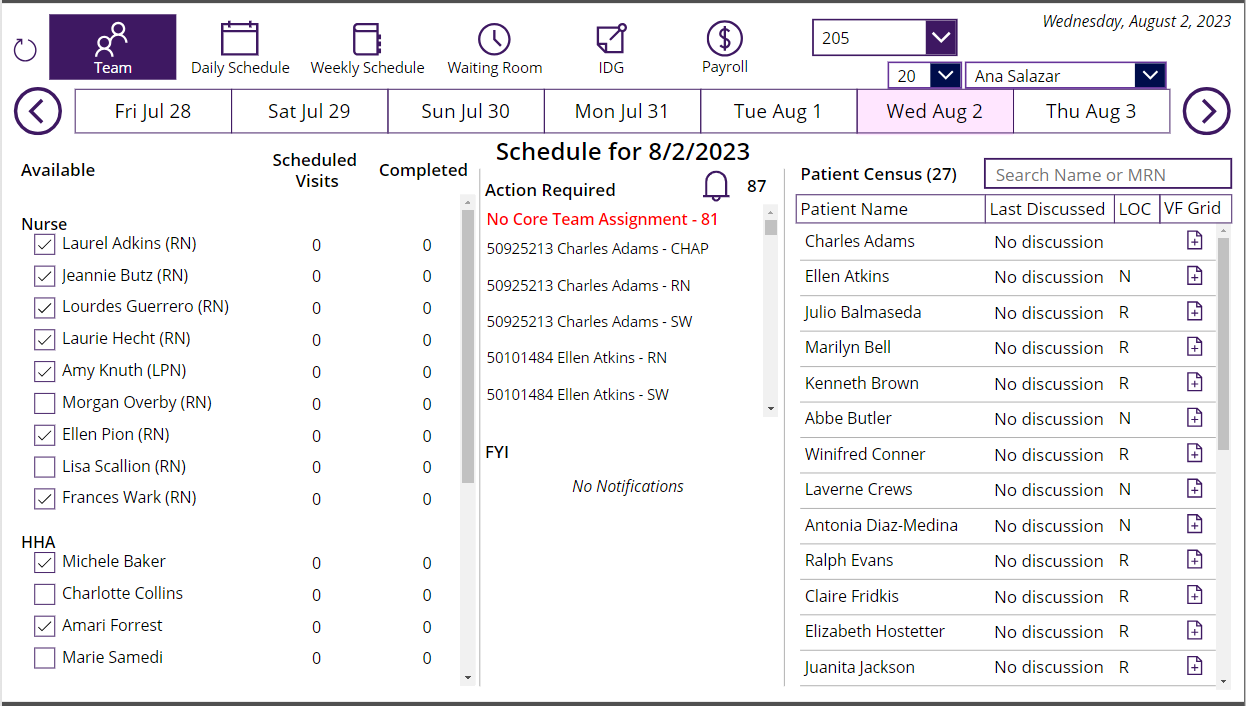 Wednesday, August 2, 2023
205
Team
Daily Schedule
Weekly Schedule
Waiting Room
IDG
Payroll
20
Ana Salazar
Fri Jul 28
Sat Jul 29
Sun Jul 30
Mon Jul 31
Tue Aug 1
Wed Aug 2
Thu Aug 3
Schedule for 8/2/2023
Available
Scheduled
Visits
Completed
Nurse
Laurel Adkins (RN) 0 0
Jeannie Butz (RN) 0 0
Lourdes Guerrero (RN) 0 0
Laurie Hecht (RN) 0 0
Amy Knuth (LPN) 0 0
Morgan Overby (RN) 0 0
Ellen Pion (RN) 0 0
Lisa Scallion (RN) 0 0
Frances Wark (RN) 0 0
HHA
Michele Baker 0 0
Charlotte Collins 0 0
Amari Forrest 0 0
Marie Samedi 0 0
Action Required 87
No Core Team Assignment - 81
50925213 Charles Adams - CHAP
50925213 Charles Adams - RN
50925213 Charles Adams - SW
50101484 Ellen Atkins - RN
50101484 Ellen Atkins - SW
FYI
No Notifications
Patient Census (27)
Search Name or MRN
Patient Name Last Discussed LOC VF Grid
Charles Adams No discussion
Ellen Atkins No discussion N
Julio Balmaseda No discussion R
Marilyn Bell No discussion R
Kenneth Brown No discussion R
Abbe Butler No discussion N
Winifred Conner No discussion R
Laverne Crews No discussion N
Antonia Diaz-Medina No discussion N
Ralph Evans No discussion R
Claire Fridkis No discussion R
Elizabeth Hostetter No discussion R
Juanita Jackson No discussion R